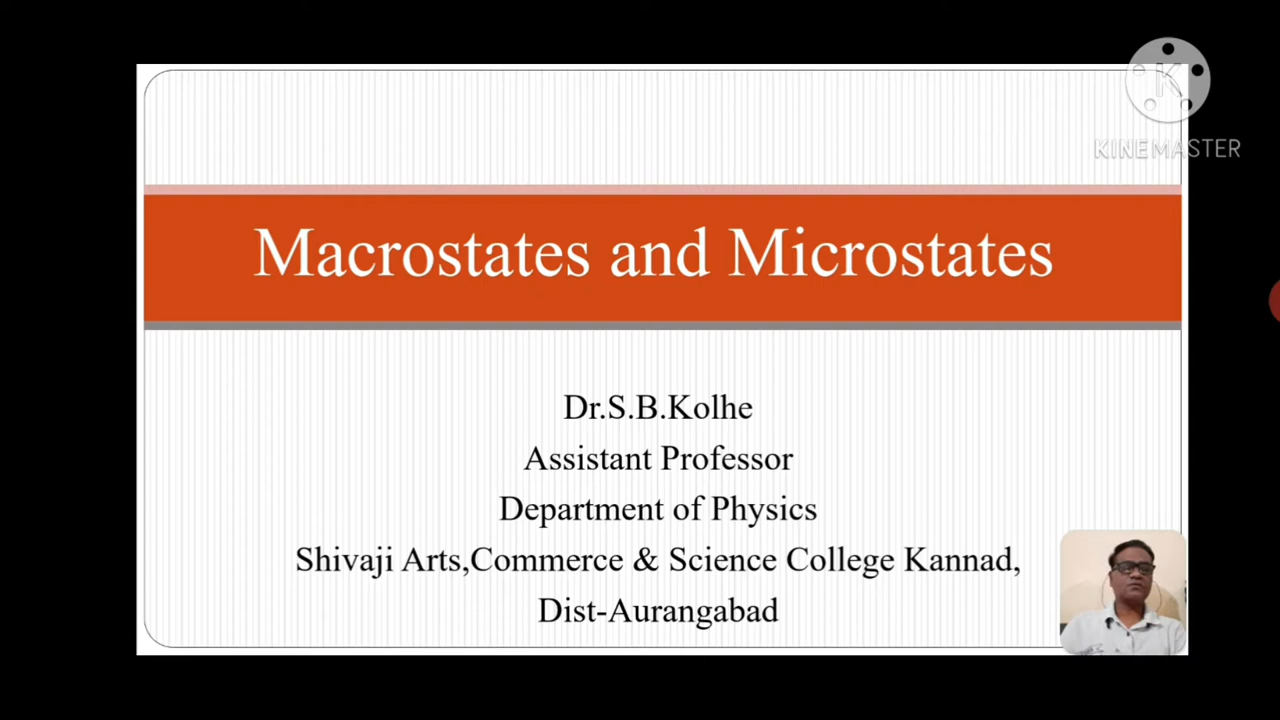 K
KINEMASTER
Macrostates and Microstates
Dr.S.B.Kolhe
Assistant Professor
Department of Physics
Shivaji Arts,Commerce & Science College Kannad,
Dist-Aurangabad